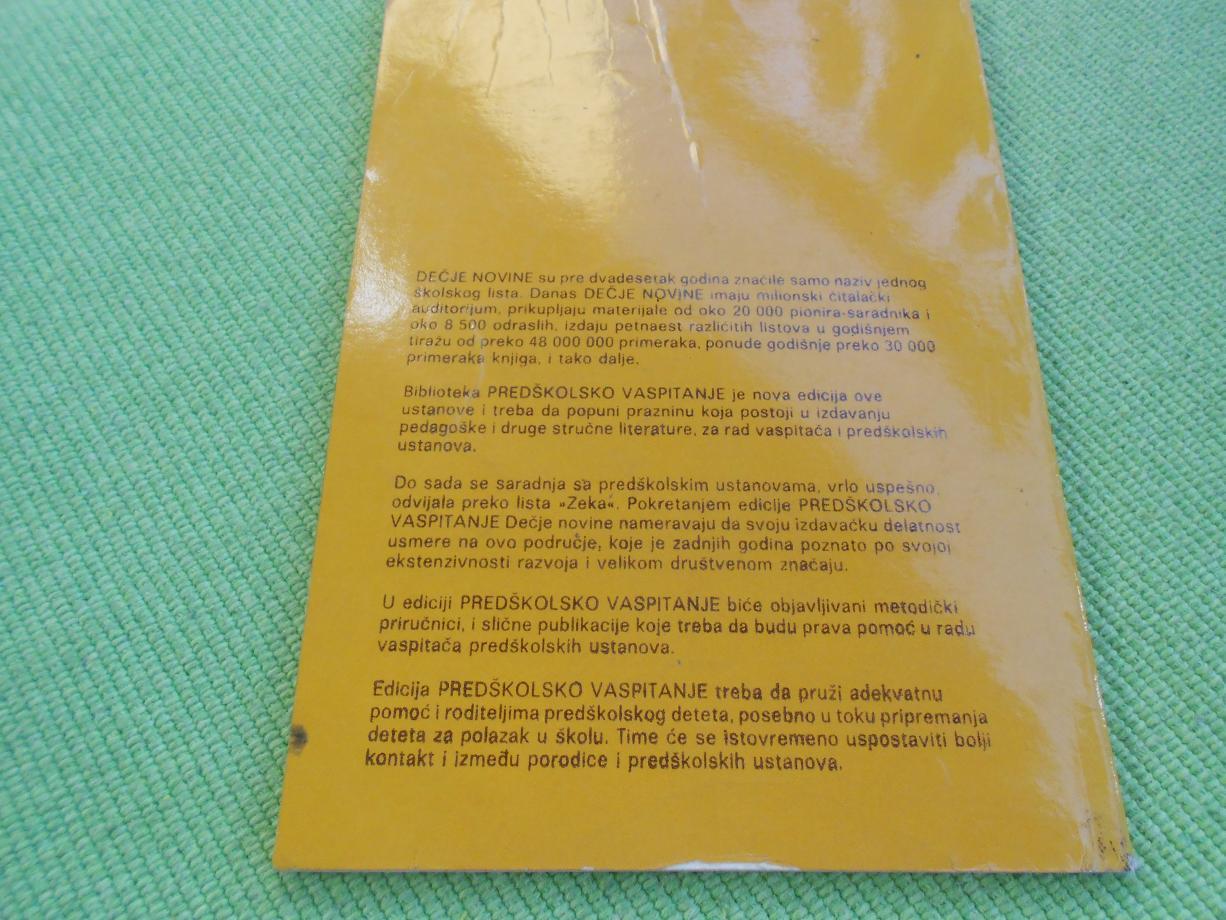 DEČJE NOVINE su pre dvadesetak godina značile samo naziv jednog
školskog lista. Danas DEČJE NOVINE imaju milionski čitalački
auditorijum, prikupljaju materijale od oko 20 000 pionira-saradnika i
oko 8 500 odraslih, izdaju petnaest različitih listova u godišnjem
tiražu od preko 48 000 000 primeraka, ponude godišnje preko 30 000
primeraka knjiga, i tako dalje.
Biblioteka PREDŠKOLSKO VASPITANJE je nova edicija ove
ustanove i treba da popuni prazninu koja postoji u izdavanju
pedagoške i druge stručne literature, za rad vaspitača i predškolskih
ustanova.
Do sada se saradnja sa predškolskim ustanovama, vrlo uspešno,
odvijala preko lista »Zeka«. Pokretanjem edicije PREDŠKOLSKO
VASPITANJE Dečje novine nameravaju da svoju izdavačku delatnost
usmere na ovo područje, koje je zadnjih godina poznato po svojoj
ekstenzivnosti razvoja i velikom društvenom značaju.
U ediciji PREDŠKOLSKO VASPITANJE biće objavljivani metodički
priručnici, i slične publikacije koje treba da budu prava pomoć u radu
vaspitača predškolskih ustanova.
Edicija PREDŠKOLSKO VASPITANJE treba da pruži adekvatnu
pomoć i roditeljima predškolskog deteta, posebno u toku pripremanja
deteta za polazak u školu. Time će se istovremeno uspostaviti bolji
kontakt i između porodice i predškolskih ustanova.